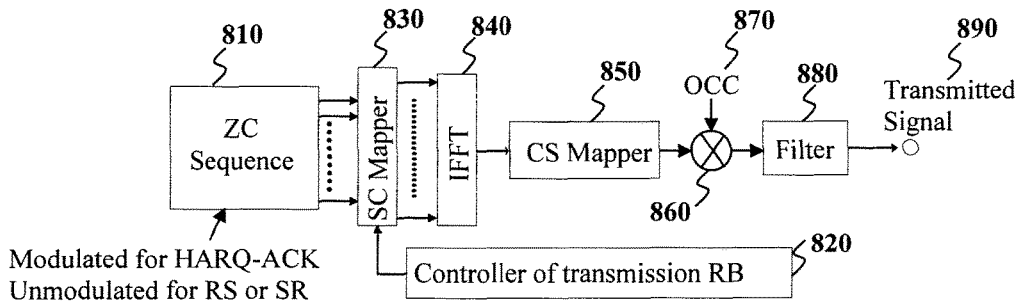 810
830
840
850
870
880
890
ZC
Sequence
SC Mapper
IFFT
CS Mapper
OCC
860
Filter
Transmitted
Signal
Modulated for HARQ-ACK
Unmodulated for RS or SR
Controller of transmission RB
820